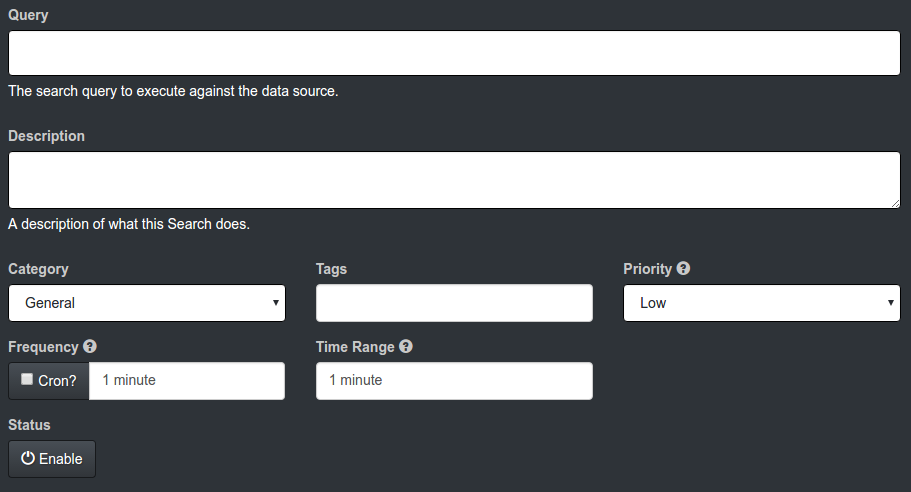 Query
The search query to execute against the data source.
Description
A description of what this Search does.
Category Tags Priority ?
General Low
Frequency ? Time Range ?
Cron? 1 minute 1 minute
Status
Enable